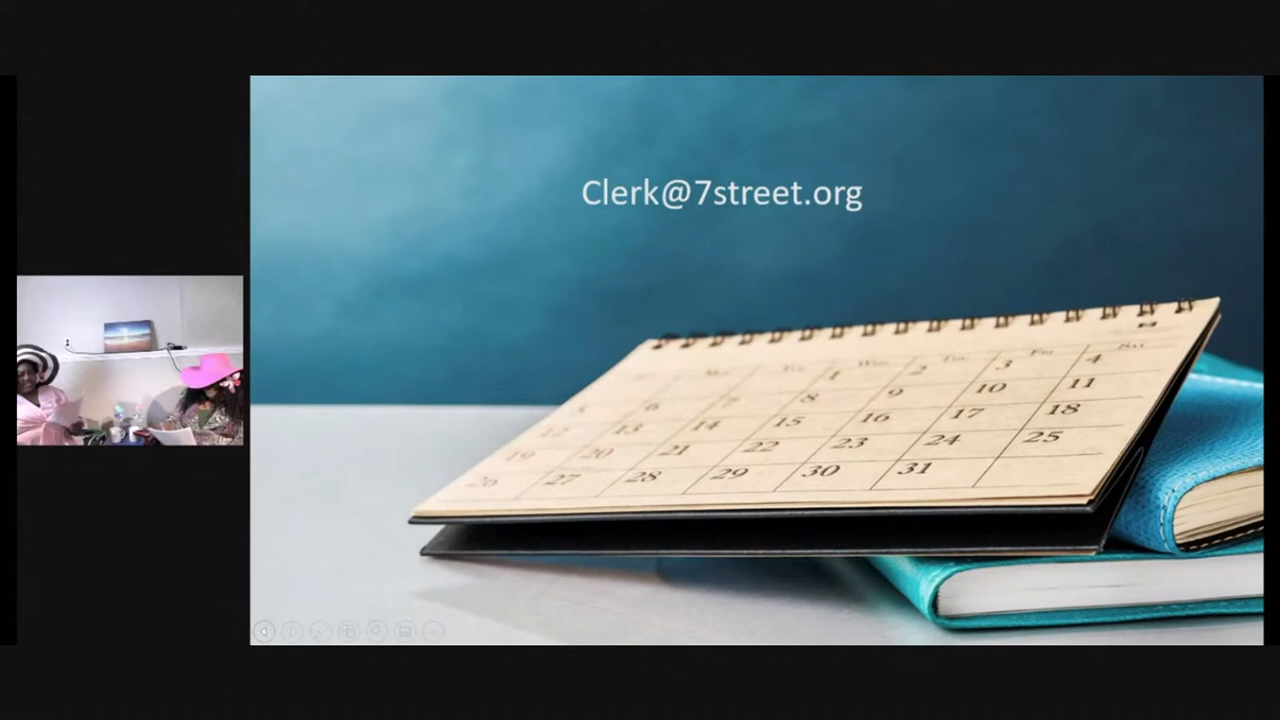 Clerk@7street.org
1 2 3 4
5 6 7 8 9 10 11
12 13 14 15 16 17 18
19 20 21 22 23 24 25
26 27 28 29 30 31